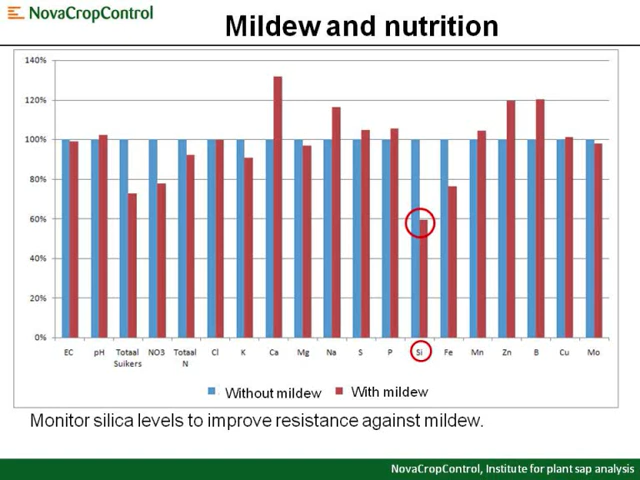 NovaCropControl
Mildew and nutrition
140%
120%
100%
80%
60%
40%
20%
0%
EC pH Totaal Suikers NO3 Totaal N Cl K Ca Mg Na S P Si Fe Mn Zn B Cu Mo
Without mildew With mildew
Monitor silica levels to improve resistance against mildew.
NovaCropControl, Institute for plant sap analysis